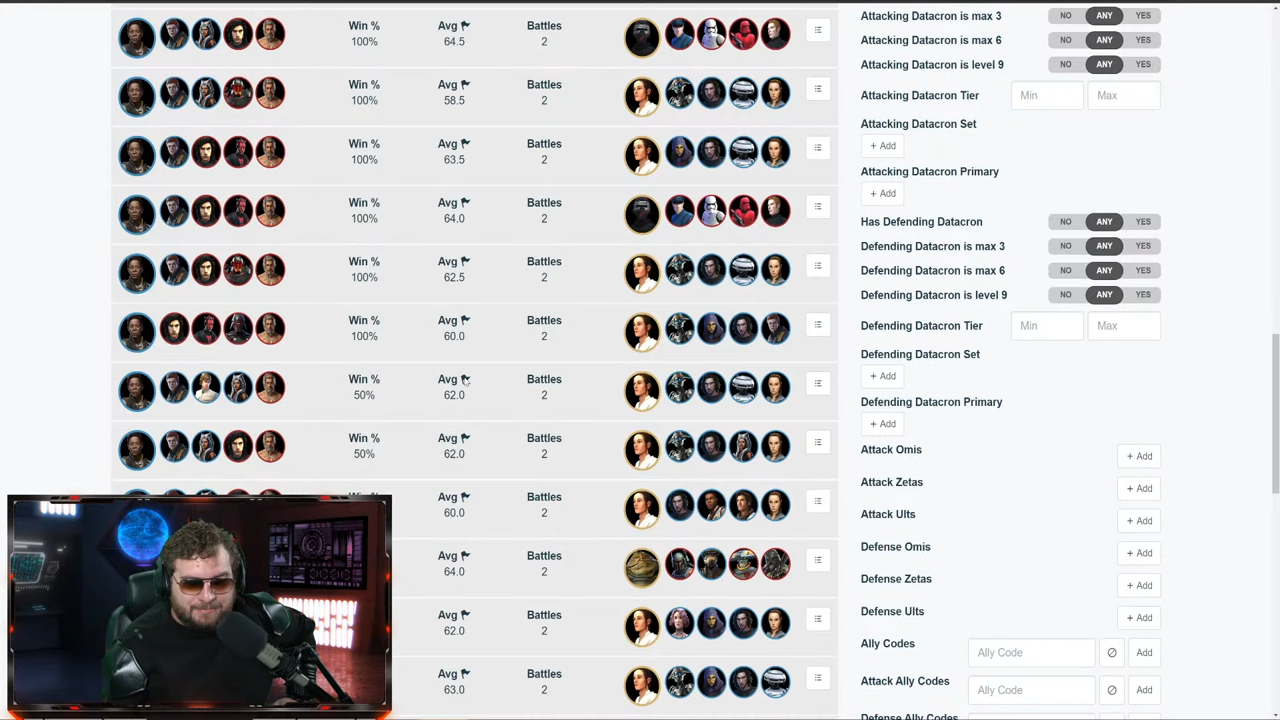 Win % Avg Battles
100% 64.5 2
Win % Avg Battles
100% 58.5 2
Win % Avg Battles
100% 63.5 2
Win % Avg Battles
100% 64.0 2
Win % Avg Battles
100% 62.5 2
Win % Avg Battles
100% 60.0 2
Win % Avg Battles
50% 62.0 2
Win % Avg Battles
50% 62.0 2
Avg Battles
60.0 2
Avg Battles
64.0 2
Avg Battles
62.0 2
Avg Battles
63.0 2
Attacking Datacron is max 3 NO ANY YES
Attacking Datacron is max 6 NO ANY YES
Attacking Datacron is level 9 NO ANY YES
Attacking Datacron Tier Min Max
Attacking Datacron Set
+ Add
Attacking Datacron Primary
+ Add
Has Defending Datacron NO ANY YES
Defending Datacron is max 3 NO ANY YES
Defending Datacron is max 6 NO ANY YES
Defending Datacron is level 9 NO ANY YES
Defending Datacron Tier Min Max
Defending Datacron Set
+ Add
Defending Datacron Primary
+ Add
Attack Omis + Add
Attack Zetas + Add
Attack Ults + Add
Defense Omis + Add
Defense Zetas + Add
Defense Ults + Add
Ally Codes Ally Code Add
Attack Ally Codes Ally Code Add
Defense Ally Codes